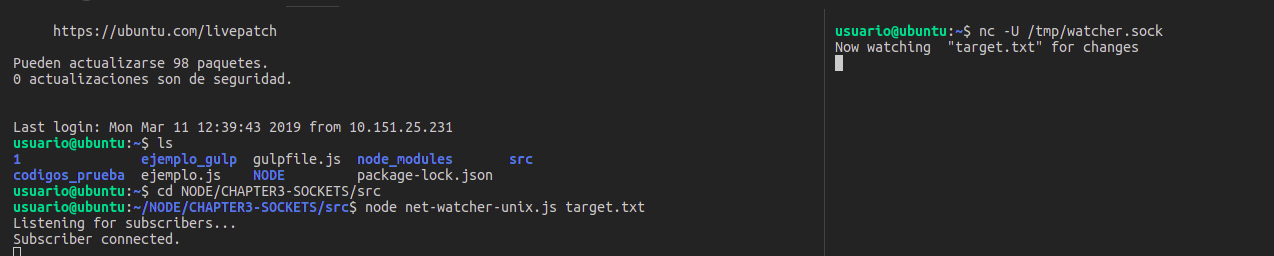 https://ubuntu.com/livepatch
Pueden actualizarse 98 paquetes.
0 actualizaciones son de seguridad.
Last login: Mon Mar 11 12:39:43 2019 from 10.151.25.231
usuario@ubuntu:~$ ls
1 ejemplo_gulp gulpfile.js node_modules src
codigos_prueba ejemplo.js NODE package-lock.json
usuario@ubuntu:~$ cd NODE/CHAPTER3-SOCKETS/src
usuario@ubuntu:~/NODE/CHAPTER3-SOCKETS/src$ node net-watcher-unix.js target.txt
Listening for subscribers...
Subscriber connected.
usuario@ubuntu:~$ nc -U /tmp/watcher.sock
Now watching  "target.txt" for changes